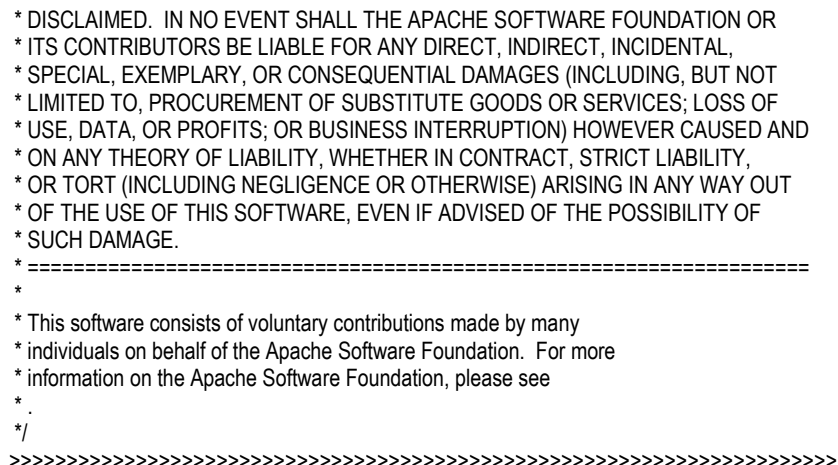 * DISCLAIMED.  IN NO EVENT SHALL THE APACHE SOFTWARE FOUNDATION OR
* ITS CONTRIBUTORS BE LIABLE FOR ANY DIRECT, INDIRECT, INCIDENTAL,
* SPECIAL, EXEMPLARY, OR CONSEQUENTIAL DAMAGES (INCLUDING, BUT NOT
* LIMITED TO, PROCUREMENT OF SUBSTITUTE GOODS OR SERVICES; LOSS OF
* USE, DATA, OR PROFITS; OR BUSINESS INTERRUPTION) HOWEVER CAUSED AND
* ON ANY THEORY OF LIABILITY, WHETHER IN CONTRACT, STRICT LIABILITY,
* OR TORT (INCLUDING NEGLIGENCE OR OTHERWISE) ARISING IN ANY WAY OUT
* OF THE USE OF THIS SOFTWARE, EVEN IF ADVISED OF THE POSSIBILITY OF
* SUCH DAMAGE.
* ====================================================================
*
* This software consists of voluntary contributions made by many
* individuals on behalf of the Apache Software Foundation.  For more
* information on the Apache Software Foundation, please see
* .
*/
>>>>>>>>>>>>>>>>>>>>>>>>>>>>>>>>>>>>>>>>>>>>>>>>>>>>>>>>>>>>>>>>>>>>>>>>